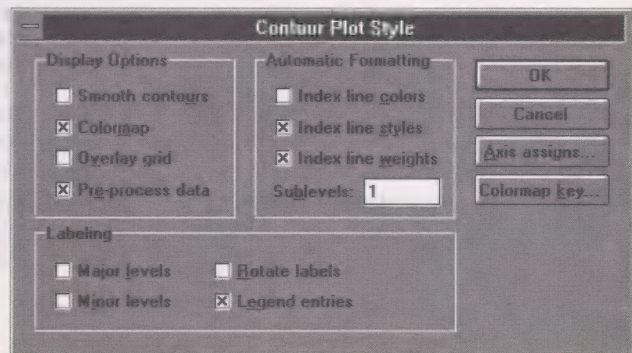 Contour Plot Style
Display Options
Smooth contours
Colormap
Overlay grid
Pre-process data
Automatic Formatting
Index line colors
Index line styles
Index line weights
Sublevels: 1
OK
Cancel
Axis assigns...
Colormap key...
Labeling
Major levels
Rotate labels
Minor levels
Legend entries